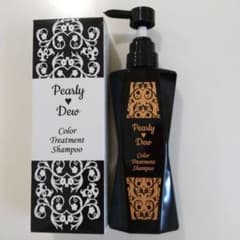 Pearly
♥
Dew
Color
Treatment
Shampoo
Pearly
♥
Dew
Color
Treatment
Shampoo